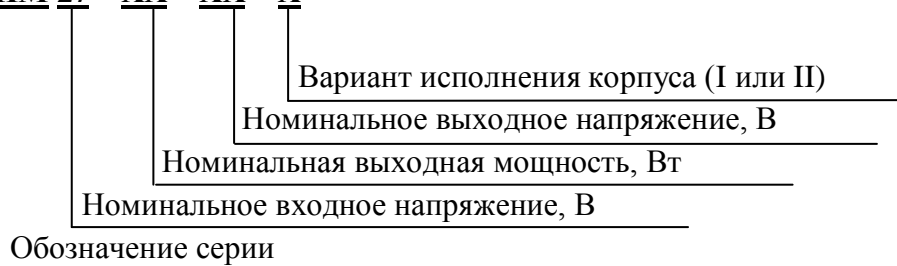 Вариант исполнения корпуса (I или II)
Номинальное выходное напряжение, В
Номинальная выходная мощность, Вт
Номинальное входное напряжение, В
Обозначение серии